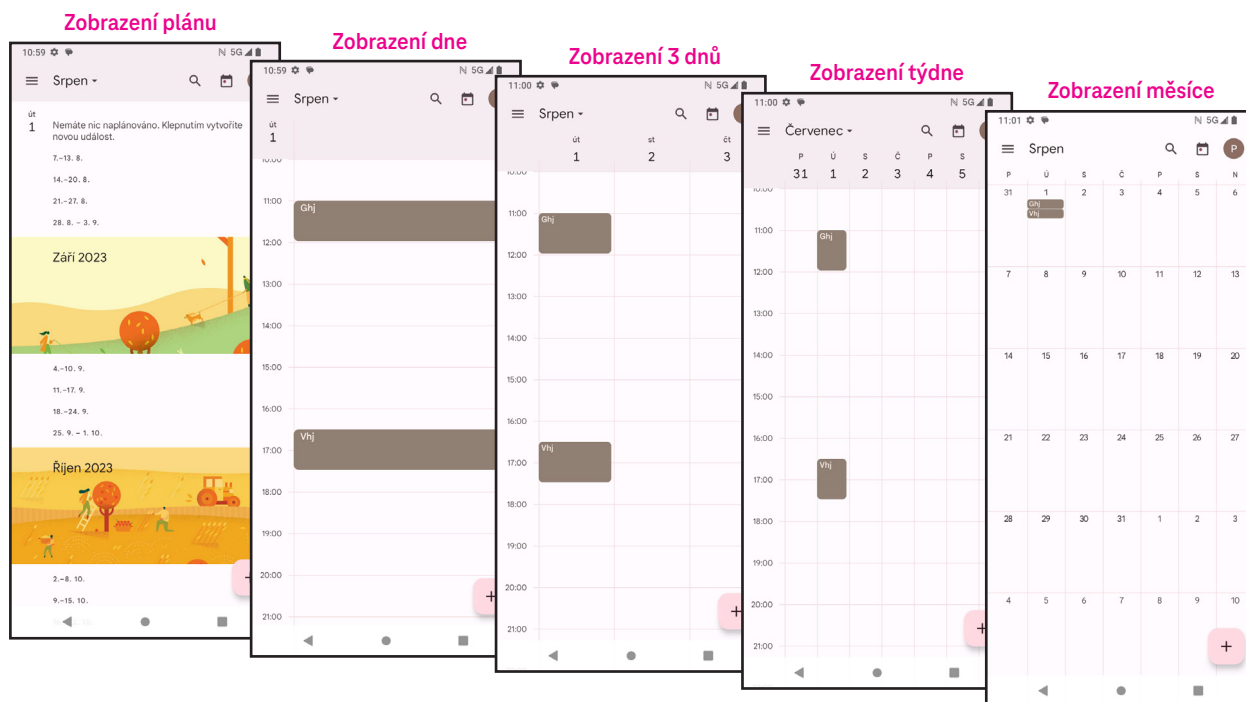 Zobrazení plánu
10:59
5G
Srpen
út
1
Nemáte nic naplánováno. Klepnutím vytvoříte
novou událost.
7.–13. 8.
14.–20. 8.
21.–27. 8.
28. 8. – 3. 9.
Září 2023
4.–10. 9.
11.–17. 9.
18.–24. 9.
25. 9. – 1. 10.
Říjen 2023
2.–8. 10.
9.–15. 10.
Zobrazení dne
10:59
5G
Srpen
út
1
10:00
11:00
Ghj
12:00
13:00
14:00
15:00
16:00
Vhj
17:00
18:00
19:00
20:00
+
21:00
Zobrazení 3 dnů
11:00
5G
Srpen
út st čt
1 2 3
10:00
11:00
Ghj
12:00
13:00
14:00
15:00
16:00
Vhj
17:00
18:00
19:00
20:00
+
21:00
Zobrazení týdne
11:00
5G
Červenec
P Ú S Č P S
31 1 2 3 4 5
10:00
11:00
Ghj
12:00
13:00
14:00
15:00
16:00
Vhj
17:00
18:00
19:00
20:00
+
21:00
Zobrazení měsíce
11:01
5G
Srpen
P
P Ú S Č P S N
31 1 2 3 4 5 6
Ghj
Vhj
7 8 9 10 11 12 13
14 15 16 17 18 19 20
21 22 23 24 25 26 27
28 29 30 31 1 2 3
4 5 6 7 8 9 10
+